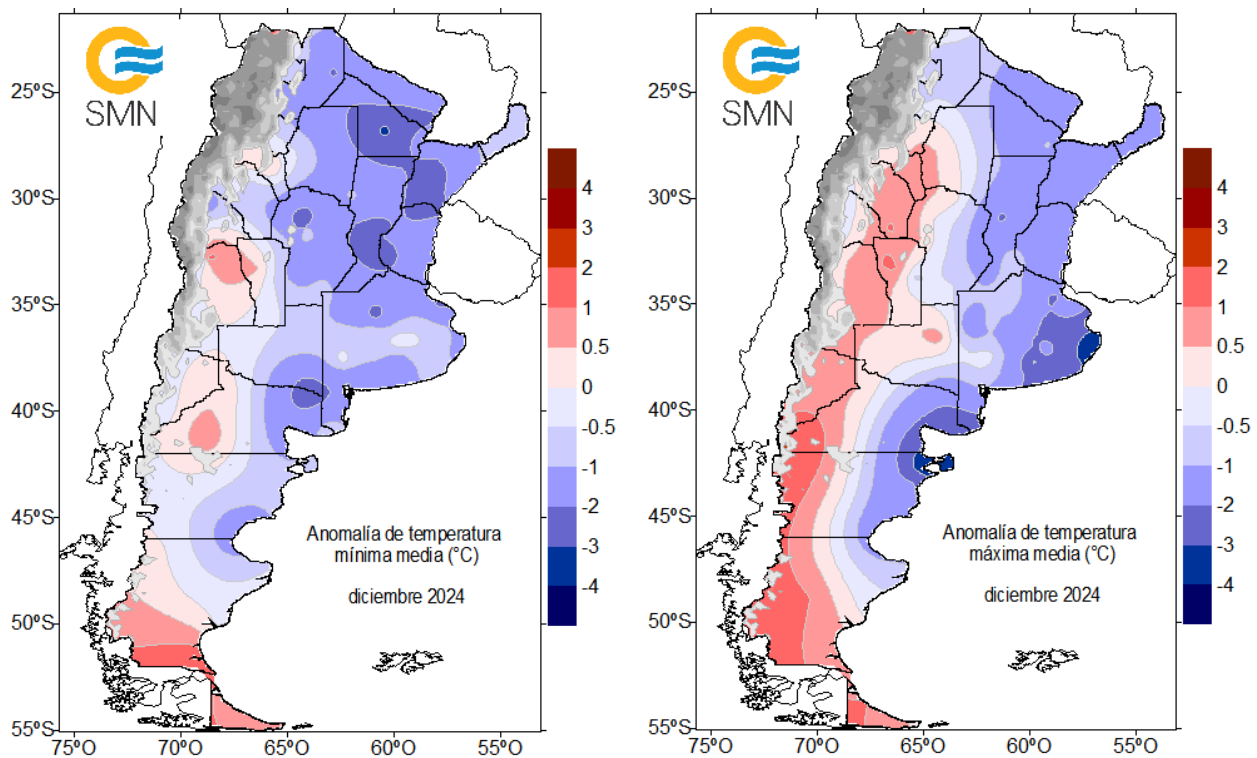 SMN
25ºS
30ºS
35ºS
40ºS
45ºS
50ºS
55ºS
75ºO
70ºO
65ºO
60ºO
55ºO
4
3
2
1
0.5
0
-0.5
-1
-2
-3
-4
Anomalía de temperatura
mínima media (°C)
diciembre 2024
SMN
25ºS
30ºS
35ºS
40ºS
45ºS
50ºS
55ºS
75ºO
70ºO
65ºO
60ºO
55ºO
4
3
2
1
0.5
0
-0.5
-1
-2
-3
-4
Anomalía de temperatura
máxima media (°C)
diciembre 2024